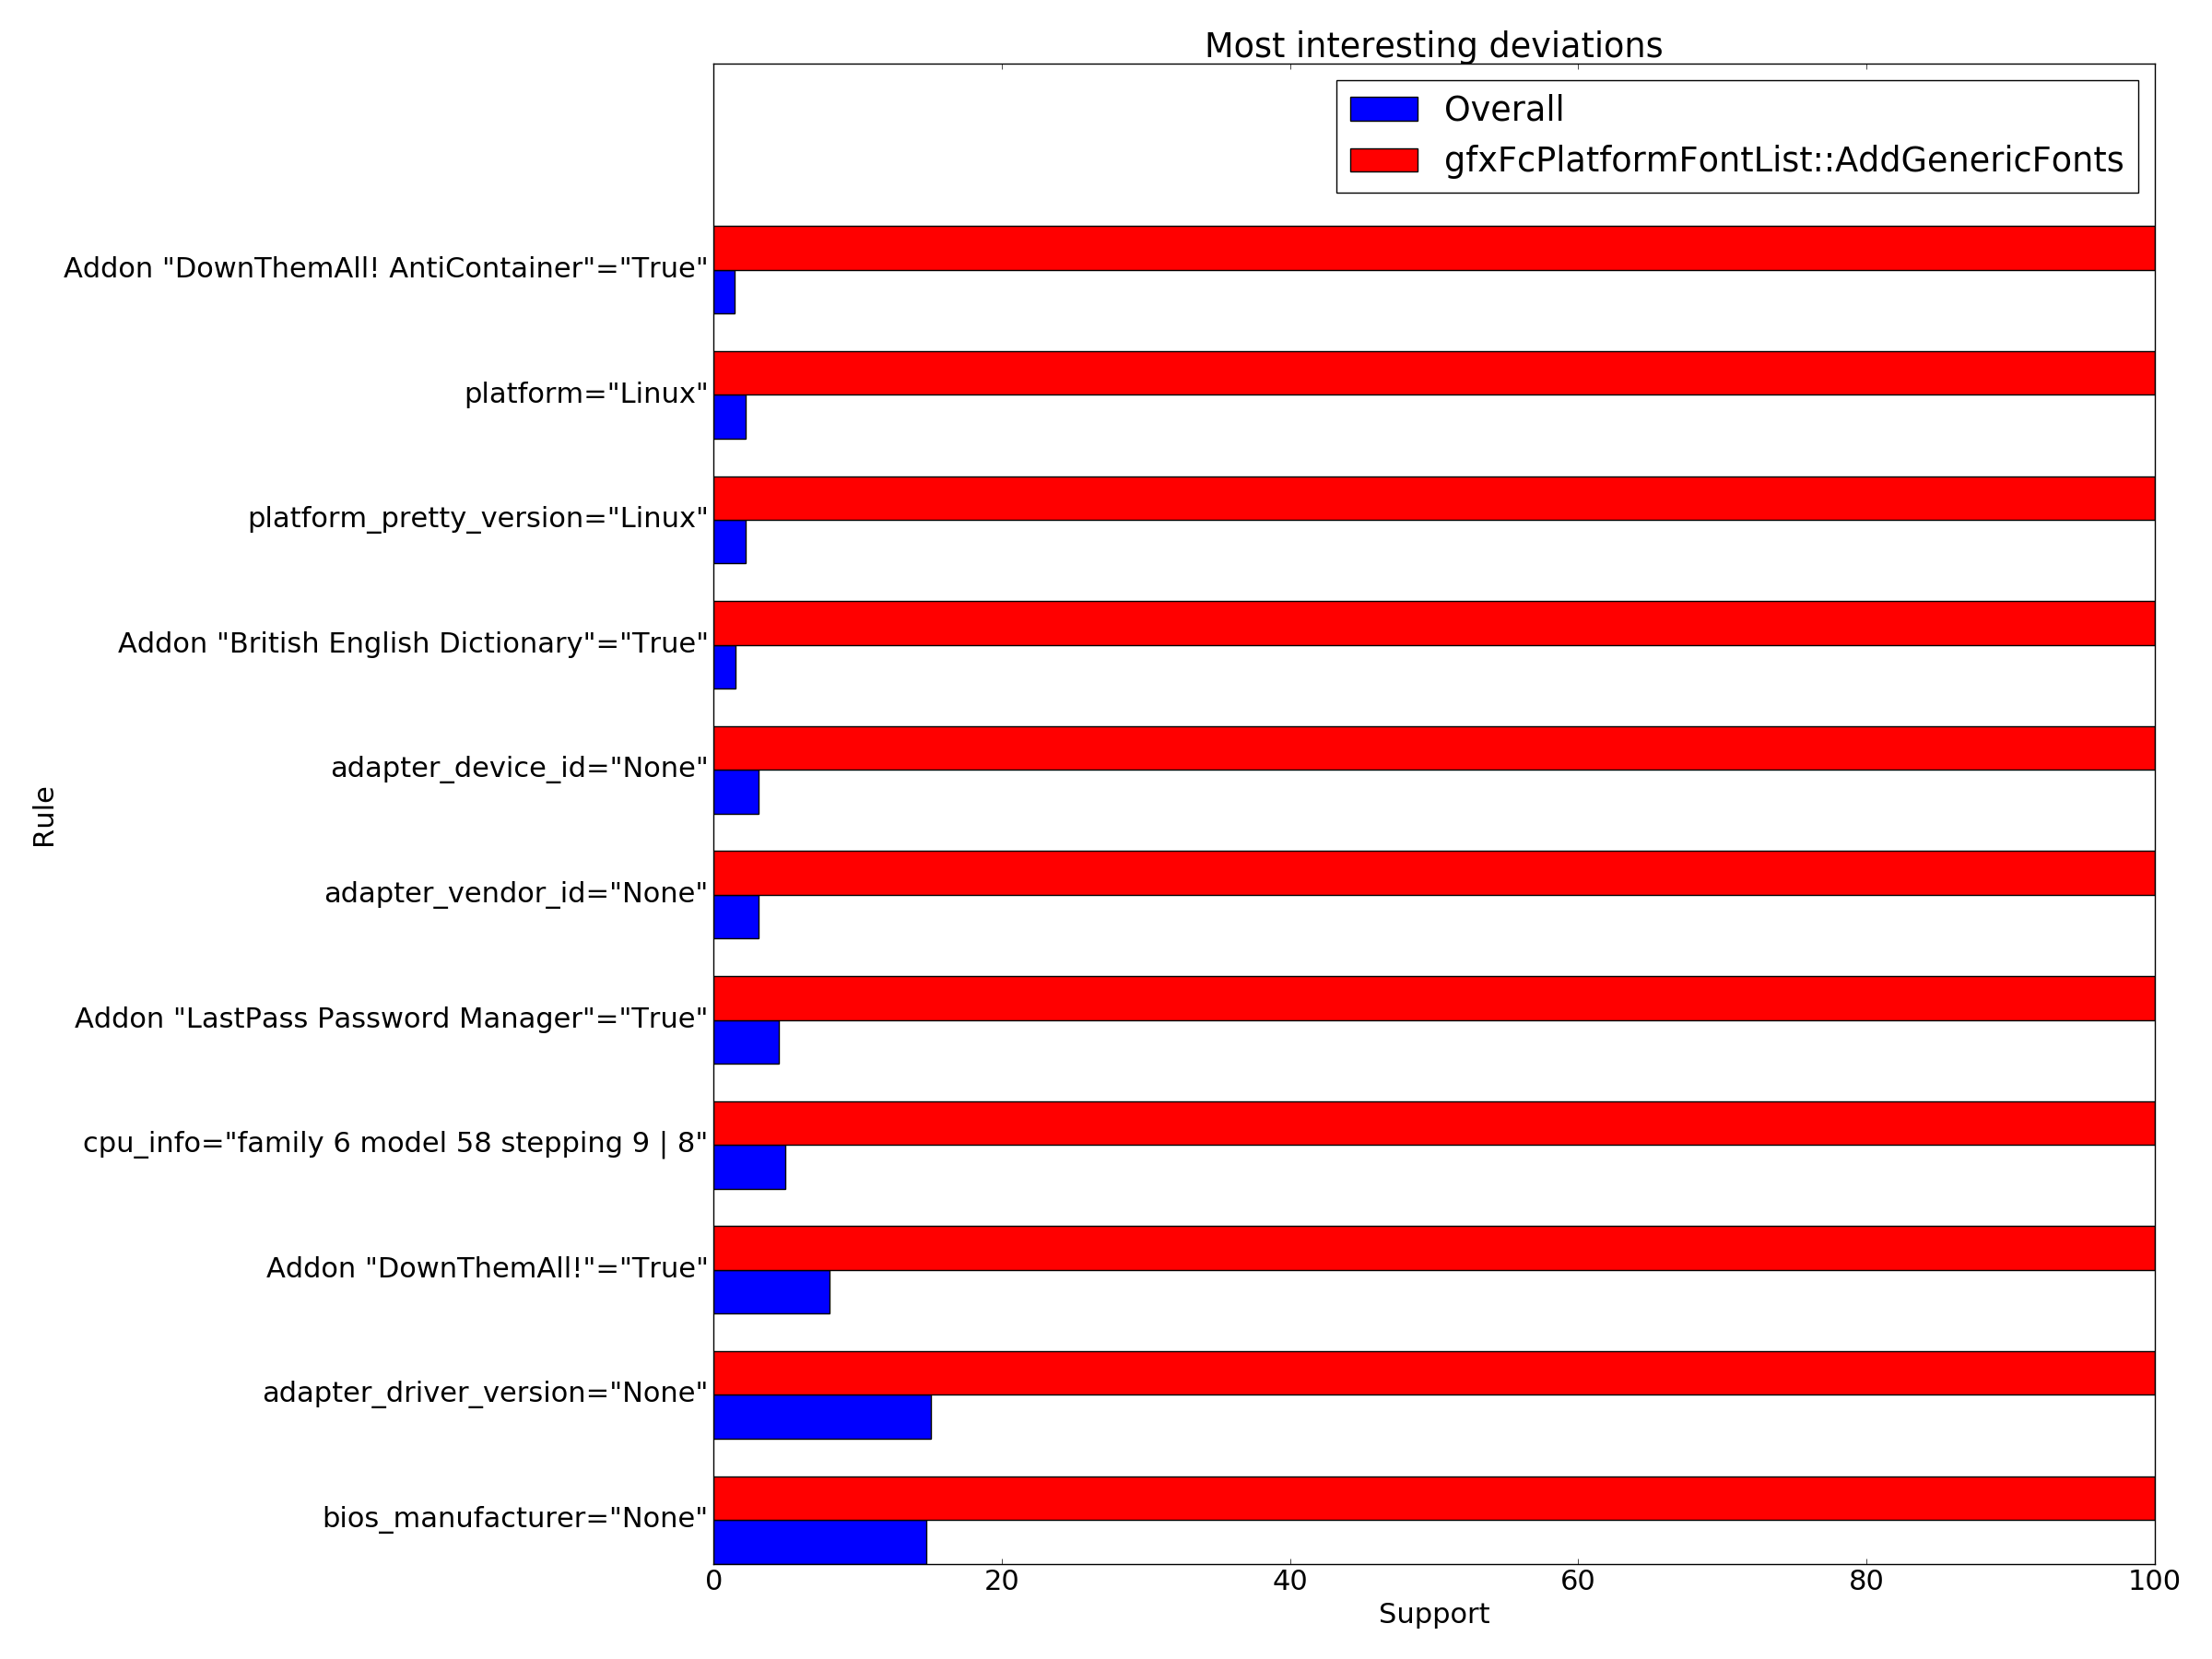 Most interesting deviations
Overall
gfxFcPlatformFontList::AddGenericFonts
Addon "DownThemAll! AntiContainer"="True"
platform="Linux"
platform_pretty_version="Linux"
Addon "British English Dictionary"="True"
adapter_device_id="None"
adapter_vendor_id="None"
Addon "LastPass Password Manager"="True"
cpu_info="family 6 model 58 stepping 9 | 8"
Addon "DownThemAll!"="True"
adapter_driver_version="None"
bios_manufacturer="None"
Rule
0 20 40 60 80 100
Support